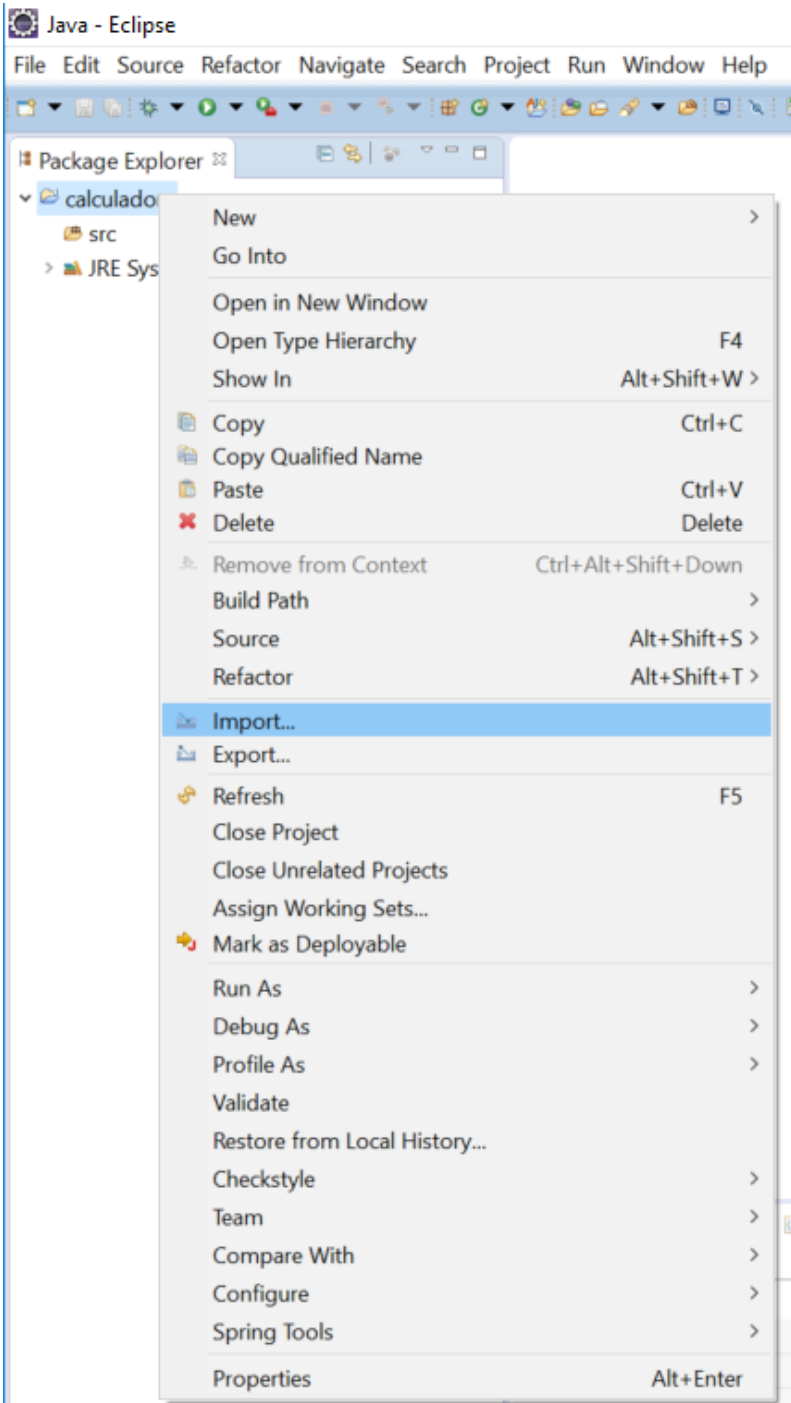 Java - Eclipse
File Edit Source Refactor Navigate Search Project Run Window Help
Package Explorer
calculado
src
JRE Sys
New
Go Into
Open in New Window
Open Type Hierarchy F4
Show In Alt+Shift+W >
Copy Ctrl+C
Copy Qualified Name
Paste Ctrl+V
Delete Delete
Remove from Context Ctrl+Alt+Shift+Down
Build Path >
Source Alt+Shift+S >
Refactor Alt+Shift+T >
Import...
Export...
Refresh F5
Close Project
Close Unrelated Projects
Assign Working Sets...
Mark as Deployable
Run As >
Debug As >
Profile As >
Validate
Restore from Local History...
Checkstyle >
Team >
Compare With >
Configure >
Spring Tools >
Properties Alt+Enter